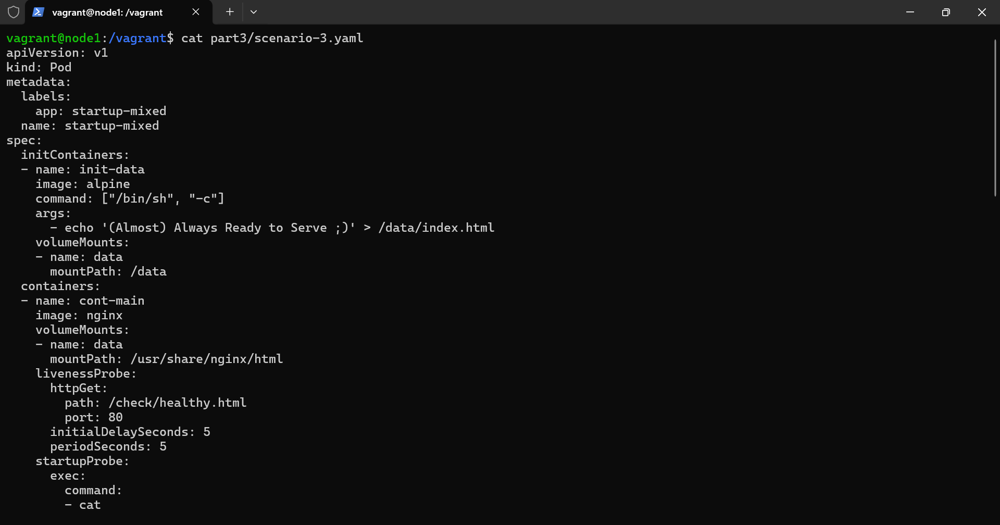 vagrant@node1: /vagrant
vagrant@node1:/vagrant$ cat part3/scenario-3.yaml
apiVersion: v1
kind: Pod
metadata:
  labels:
    app: startup-mixed
  name: startup-mixed
spec:
  initContainers:
  - name: init-data
    image: alpine
    command: ["/bin/sh", "-c"]
    args:
      - echo '(Almost) Always Ready to Serve ;)' > /data/index.html
    volumeMounts:
    - name: data
      mountPath: /data
  containers:
  - name: cont-main
    image: nginx
    volumeMounts:
    - name: data
      mountPath: /usr/share/nginx/html
    livenessProbe:
      httpGet:
        path: /check/healthy.html
        port: 80
      initialDelaySeconds: 5
      periodSeconds: 5
    startupProbe:
      exec:
        command:
        - cat